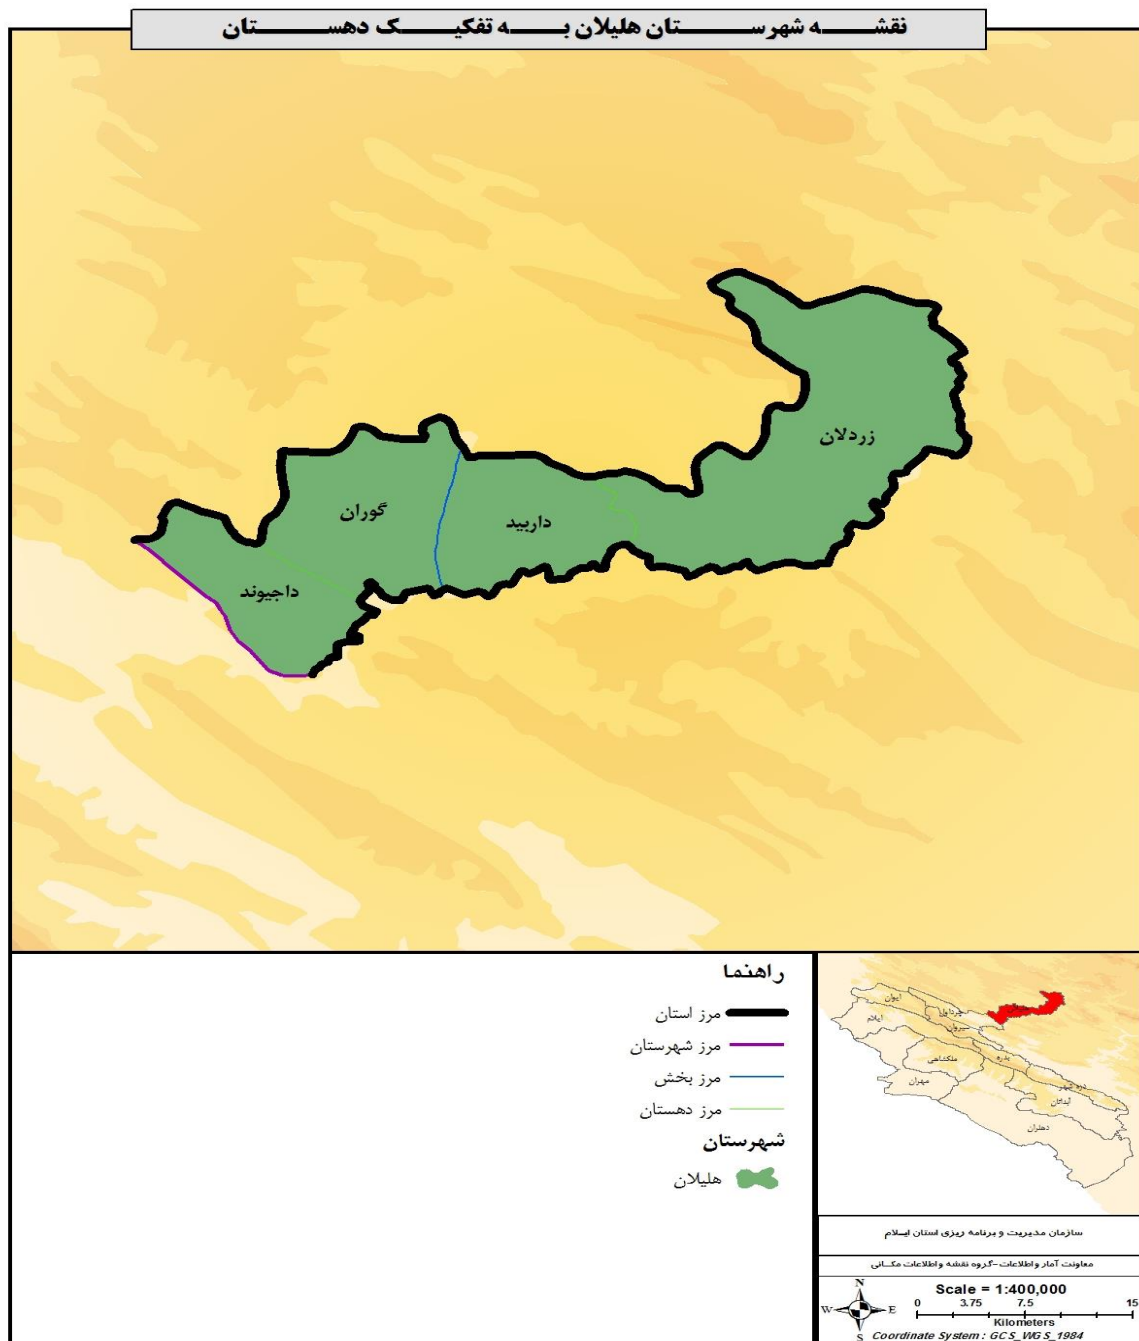 نقشه شهرستان هلیلان به تفکیک دهستان
زردلان
داربید
گوران
داجیوند
راهنما
مرز استان
مرز شهرستان
مرز بخش
مرز دهستان
شهرستان
هلیلان
ایوان
ایلام
چرداول
سیروان
هلیلان
ملکشاهی
بدره
مهران
دره شهر
آبدانان
دهلران
سازمان مدیریت و برنامه ریزی استان ایلام
معاونت آمار واطلاعات -گروه نقشه واطلاعات مکانی
N
W E
S
Scale = 1:400,000
0 3.75 7.5 15
Kilometers
Coordinate System : GCS_WGS_1984